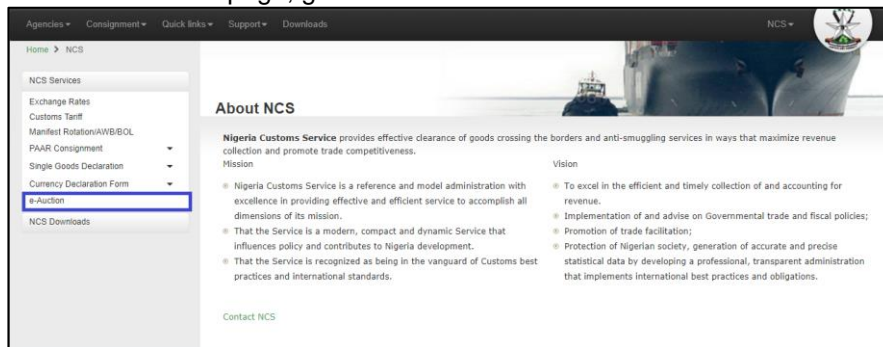 Agencies Consignment Quick links Support Downloads NCS
Home > NCS
NCS Services
Exchange Rates
Customs Tariff
Manifest Rotation/AWB/BOL
PAAR Consignment
Single Goods Declaration
Currency Declaration Form
e-Auction
NCS Downloads
About NCS
Nigeria Customs Service provides effective clearance of goods crossing the borders and anti-smuggling services in ways that maximize revenue
collection and promote trade competitiveness.
Mission
Nigeria Customs Service is a reference and model administration with
excellence in providing effective and efficient service to accomplish all
dimensions of its mission.
That the Service is a modern, compact and dynamic Service that
influences policy and contributes to Nigeria development.
That the Service is recognized as being in the vanguard of Customs best
practices and international standards.
Vision
To excel in the efficient and timely collection of and accounting for
revenue.
Implementation of and advise on Governmental trade and fiscal policies;
Promotion of trade facilitation;
Protection of Nigerian society, generation of accurate and precise
statistical data by developing a professional, transparent administration
that implements international best practices and obligations.
Contact NCS